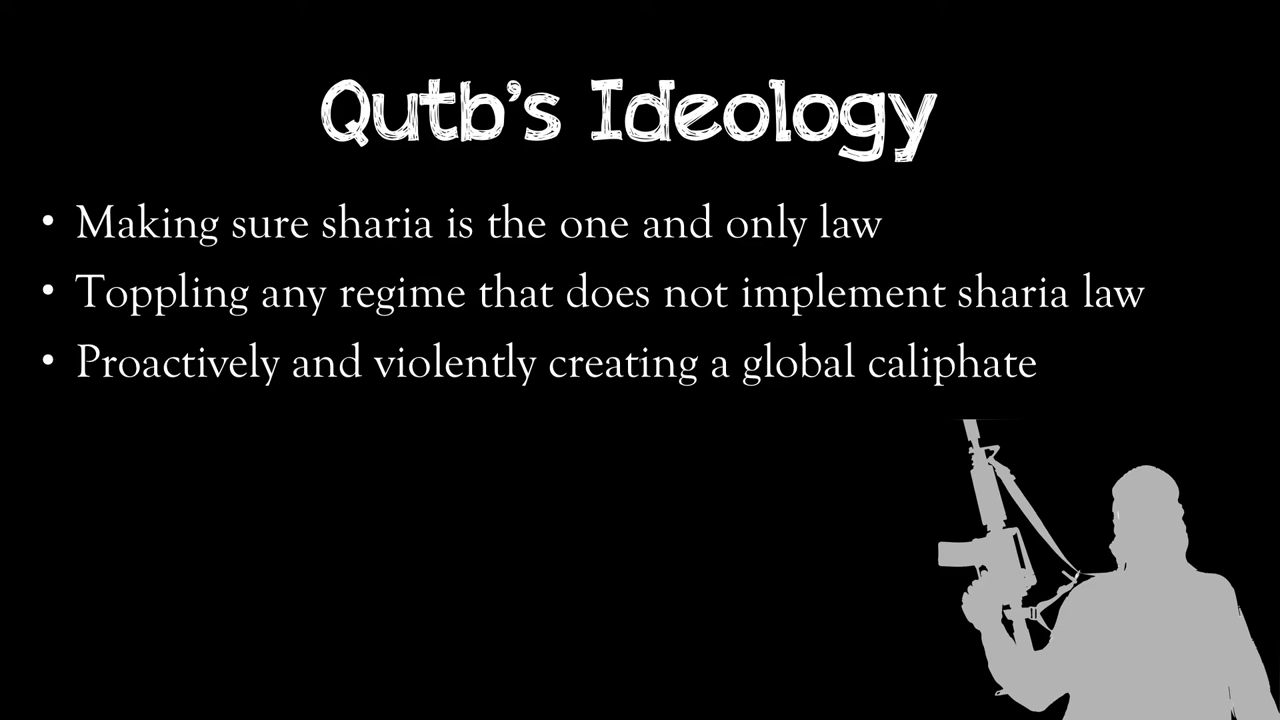 Qutb's Ideology
• Making sure sharia is the one and only law
• Toppling any regime that does not implement sharia law
• Proactively and violently creating a global caliphate